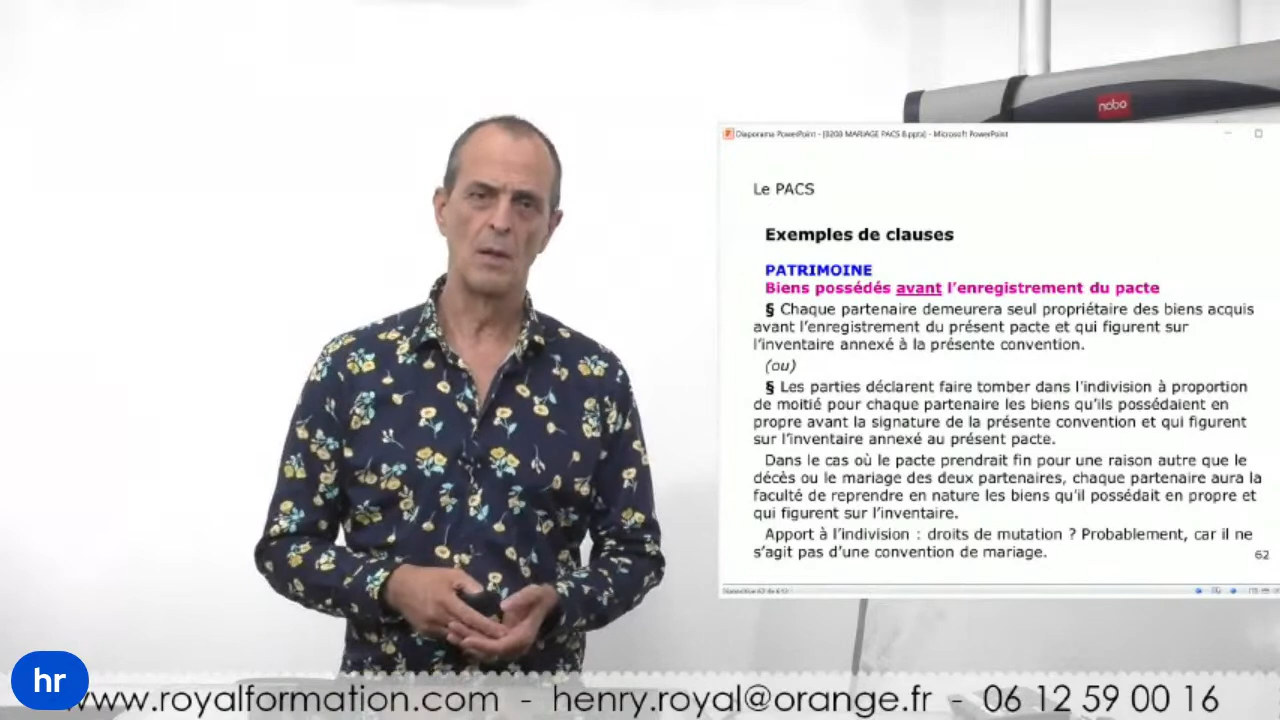 nobo
Diaporama PowerPoint - [0203 MARIAGE PACS 8.pptx] - Microsoft PowerPoint
Le PACS
Exemples de clauses
PATRIMOINE
Biens possédés avant l'enregistrement du pacte
§ Chaque partenaire demeurera seul propriétaire des biens acquis
avant l'enregistrement du présent pacte et qui figurent sur
l'inventaire annexé à la présente convention.
(ou)
§ Les parties déclarent faire tomber dans l'indivision à proportion
de moitié pour chaque partenaire les biens qu'ils possédaient en
propre avant la signature de la présente convention et qui figurent
sur l'inventaire annexé au présent pacte.
Dans le cas où le pacte prendrait fin pour une raison autre que le
décès ou le mariage des deux partenaires, chaque partenaire aura la
faculté de reprendre en nature les biens qu'il possédait en propre et
qui figurent sur l'inventaire.
Apport à l'indivision : droits de mutation ? Probablement, car il ne
s'agit pas d'une convention de mariage.
62
hr
www.royalformation.com - henry.royal@orange.fr - 06 12 59 00 16